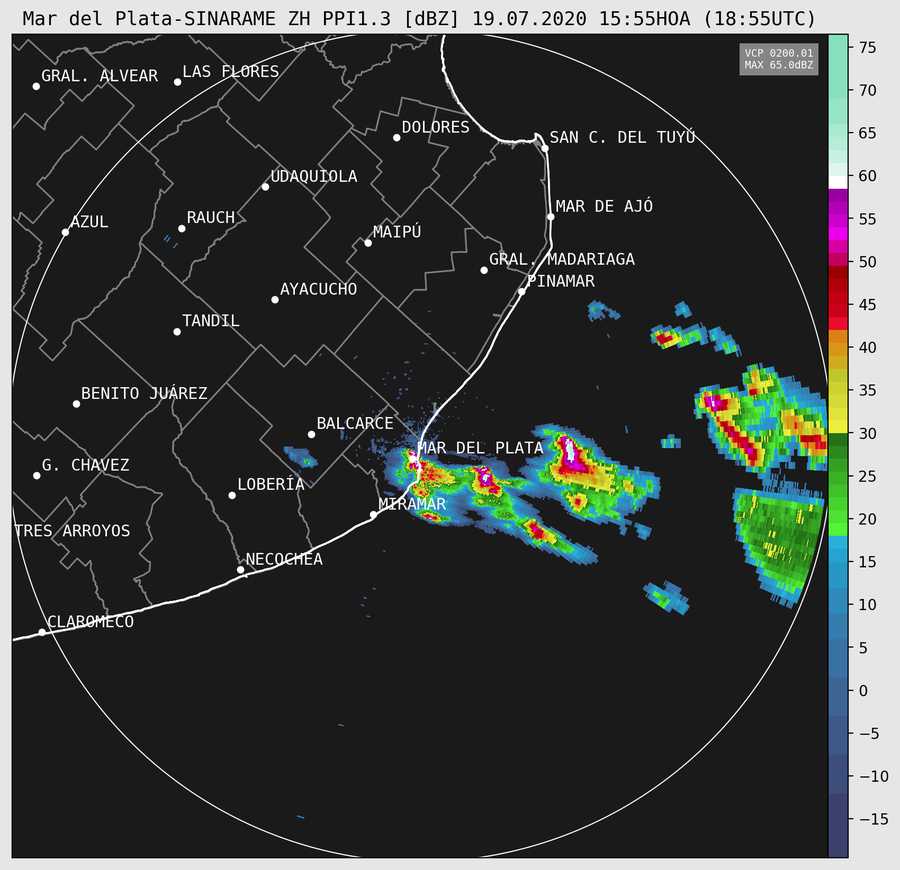 Mar del Plata-SINARAME ZH PPI1.3 [dBZ] 19.07.2020 15:55HOA (18:55UTC)
VCP 0200.01
MAX 65.0dBZ
GRAL. ALVEAR
LAS FLORES
DOLORES
SAN C. DEL TUYÚ
UDAQUIOLA
AZUL
RAUCH
MAR DE AJÓ
MAIPÚ
GRAL. MADARIAGA
PINAMAR
AYACUCHO
TANDIL
BENITO JUÁREZ
BALCARCE
MAR DEL PLATA
G. CHAVEZ
LOBERÍA
MIRAMAR
TRES ARROYOS
NECOCHEA
CLAROMECO
75
70
65
60
55
50
45
40
35
30
25
20
15
10
5
0
−5
−10
−15